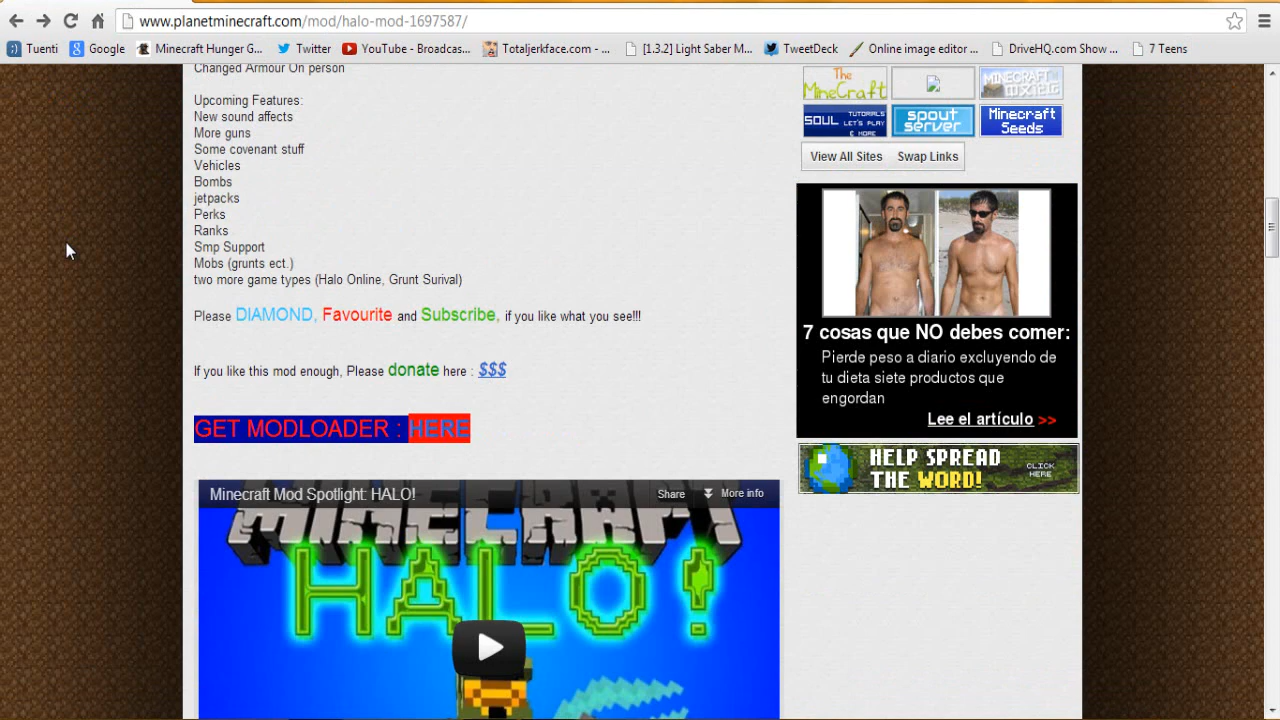 www.planetminecraft.com/mod/halo-mod-1697587/
Tuenti
Google
Minecraft Hunger G...
Twitter
YouTube - Broadcas...
Totaljerkface.com - ...
[1.3.2] Light Saber M...
TweetDeck
Online image editor ...
DriveHQ.com Show ...
7 Teens
Changed Armour On person
Upcoming Features:
New sound affects
More guns
Some covenant stuff
Vehicles
Bombs
jetpacks
Perks
Ranks
Smp Support
Mobs (grunts ect.)
two more game types (Halo Online, Grunt Surival)
Please DIAMOND, Favourite and Subscribe, if you like what you see!!!
If you like this mod enough, Please donate here : $$$
GET MODLOADER : HERE
Minecraft Mod Spotlight: HALO!
Share
More info
MINECRAFT
HALO!
The
MineCraft
SOUL
TUTORIALS
LET'S PLAY
& MORE
spout
server
Minecraft
Seeds
View All Sites
Swap Links
7 cosas que NO debes comer:
Pierde peso a diario excluyendo de
tu dieta siete productos que
engordan
Lee el artículo >>
HELP SPREAD
THE WORD!
CLICK
HERE